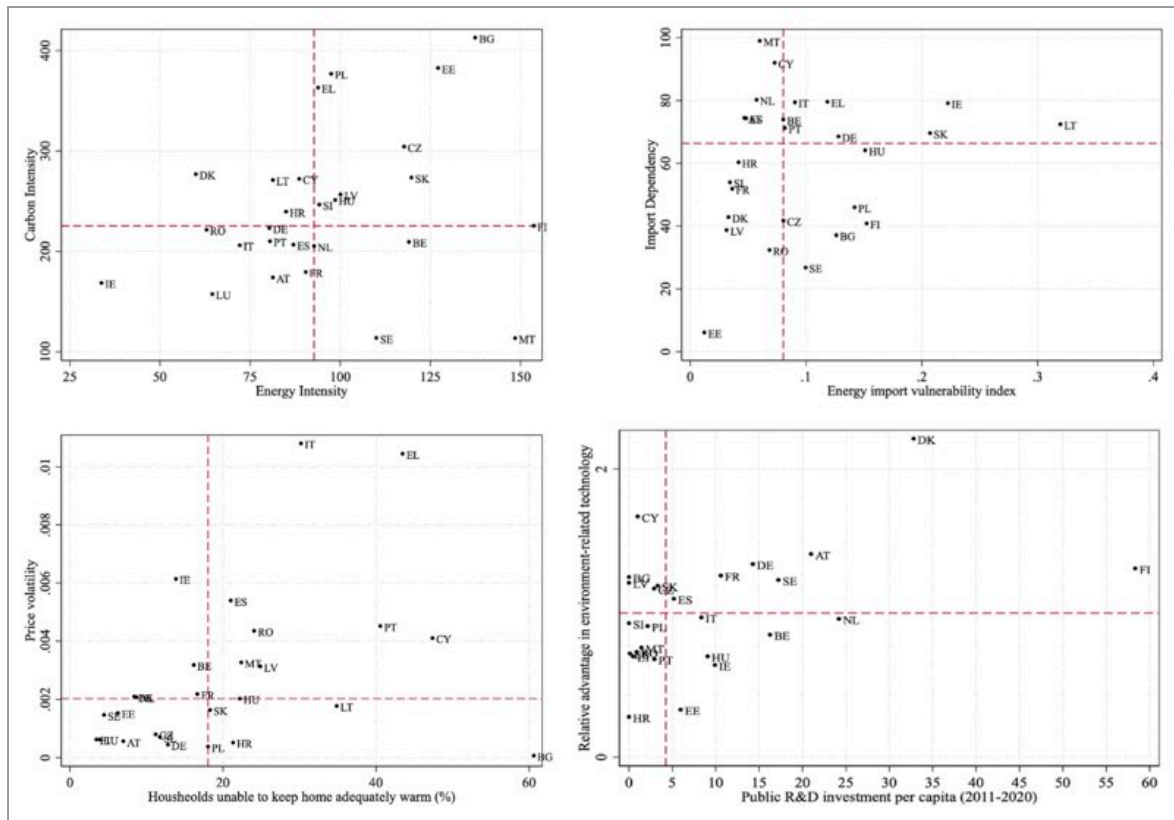 400
300
200
100
Carbon Intensity
BG
EE
PL
EL
CZ
DK
LT
CY
SK
LV
HU
SI
HR
FI
RO
DE
PT
IT
ES
NL
BE
AT
FR
IE
LU
SE
MT
25
50
75
100
125
150
Energy Intensity
100
80
60
40
20
0
Import Dependency
MT
CY
NL
IT
EL
IE
ES
BE
PT
DE
SK
LT
HU
HR
SI
FR
PL
DK
LV
CZ
FI
BG
RO
SE
EE
0
.1
.2
.3
.4
Energy import vulnerability index
.01
.008
.006
.004
.002
0
Price volatility
IT
EL
IE
ES
RO
PT
CY
BE
MT
LV
DK
FR
HU
SK
LT
SE
EE
LU
AT
CZ
DE
PL
HR
BG
0
20
40
60
Housheolds unable to keep home adequately warm (%)
2
0
Relative advantage in environment-related technology
DK
CY
AT
DE
FR
SE
FI
BG
LV
SK
CZ
ES
IT
NL
SI
PL
BE
MT
PT
HU
IE
EE
HR
0
5
10
15
20
25
30
35
40
45
50
55
60
Public R&D investment per capita (2011-2020)